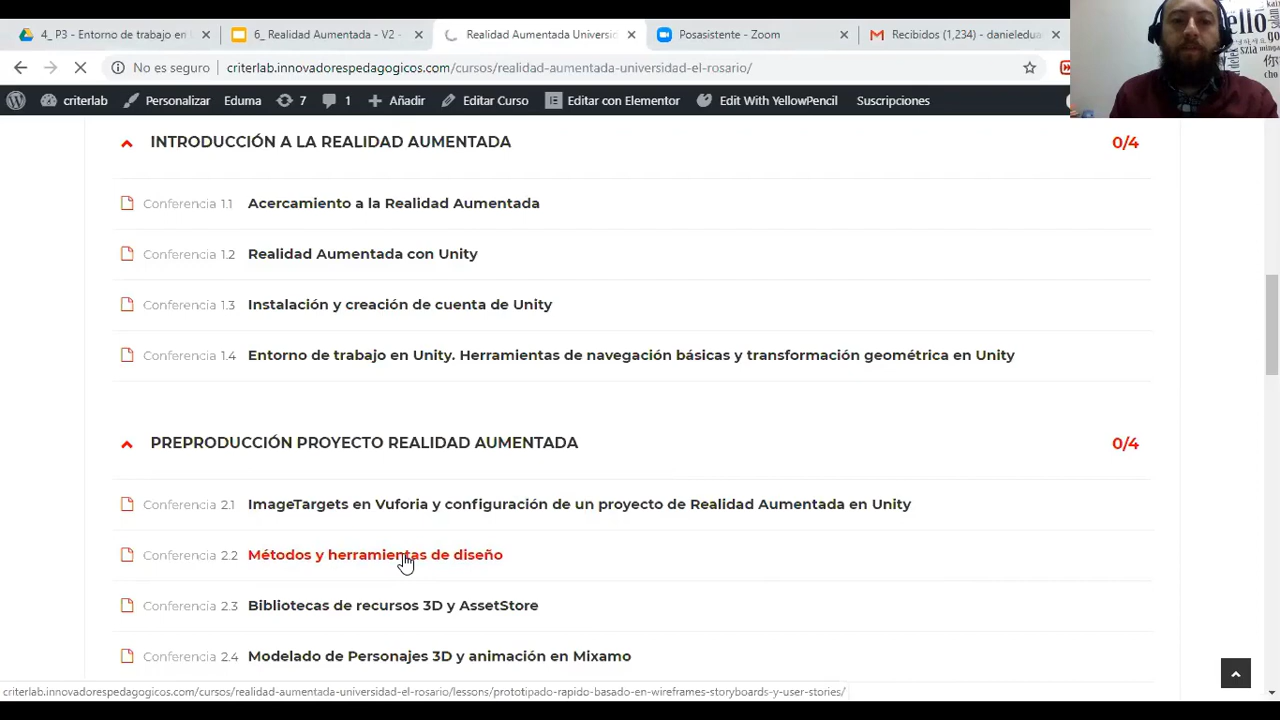 4_ P3 - Entorno de trabajo en
6_ Realidad Aumentada - V2 -
Realidad Aumentada Universi
Posasistente - Zoom
Recibidos (1,234) - danieledua
No es seguro
criterlab.innovadorespedagogicos.com/cursos/realidad-aumentada-universidad-el-rosario/
criterlab Personalizar Eduma 7 1 Añadir Editar Curso Editar con Elementor Edit With YellowPencil Suscripciones
INTRODUCCIÓN A LA REALIDAD AUMENTADA 0/4
Conferencia 1.1 Acercamiento a la Realidad Aumentada
Conferencia 1.2 Realidad Aumentada con Unity
Conferencia 1.3 Instalación y creación de cuenta de Unity
Conferencia 1.4 Entorno de trabajo en Unity. Herramientas de navegación básicas y transformación geométrica en Unity
PREPRODUCCIÓN PROYECTO REALIDAD AUMENTADA 0/4
Conferencia 2.1 ImageTargets en Vuforia y configuración de un proyecto de Realidad Aumentada en Unity
Conferencia 2.2 Métodos y herramientas de diseño
Conferencia 2.3 Bibliotecas de recursos 3D y AssetStore
Conferencia 2.4 Modelado de Personajes 3D y animación en Mixamo
criterlab.innovadorespedagogicos.com/cursos/realidad-aumentada-universidad-el-rosario/lessons/prototipado-rapido-basado-en-wireframes-storyboards-y-user-stories/